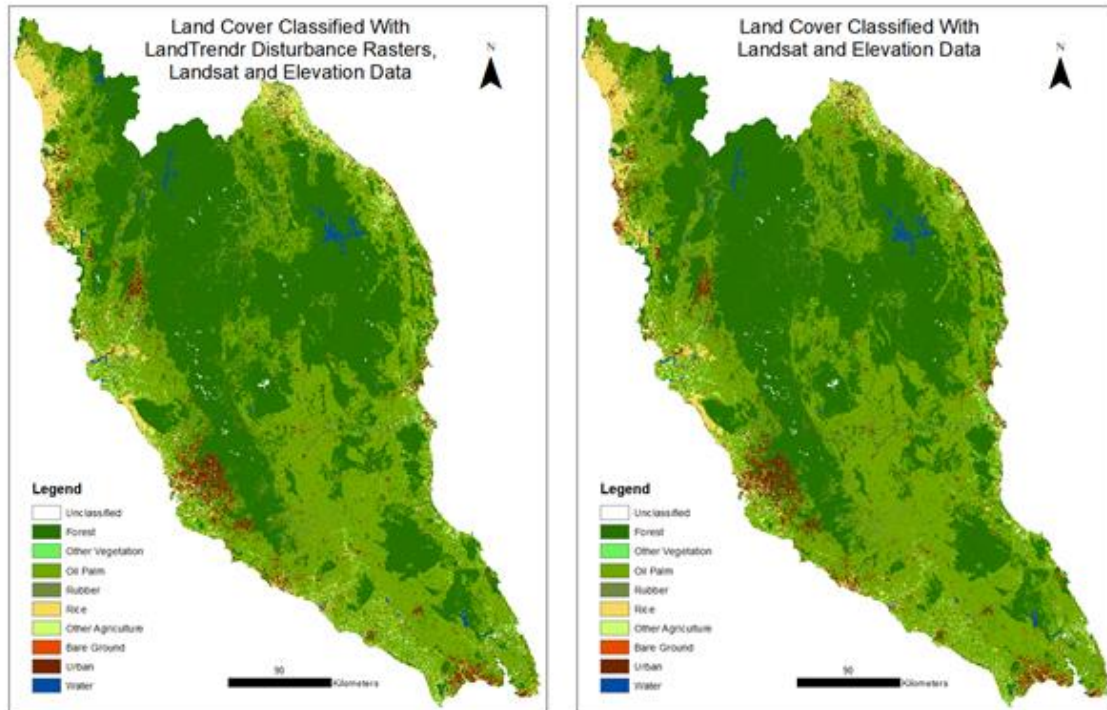 Land Cover Classified With
LandTrendr Disturbance Rasters,
Landsat and Elevation Data
N
Legend
Unclassified
Forest
Other Vegetation
Oil Palm
Rubber
Rice
Other Agriculture
Bare Ground
Urban
Water
90
Kilometers
Land Cover Classified With
Landsat and Elevation Data
N
Legend
Unclassified
Forest
Other Vegetation
Oil Palm
Rubber
Rice
Other Agriculture
Bare Ground
Urban
Water
90
Kilometers